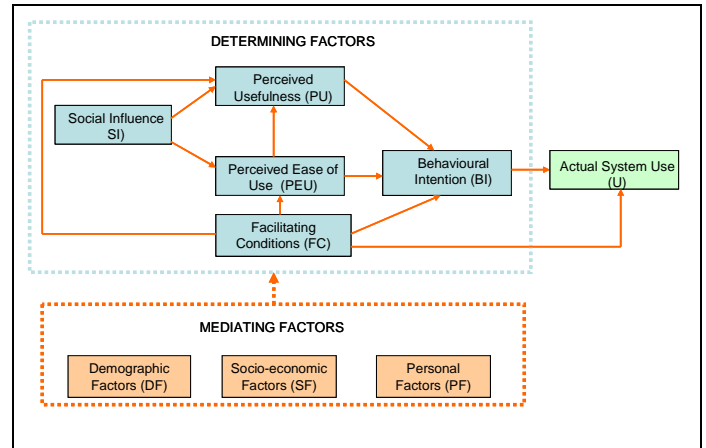 DETERMINING FACTORS
Perceived
Usefulness (PU)
Social Influence
SI)
Perceived Ease of
Use (PEU)
Behavioural
Intention (BI)
Actual System Use
(U)
Facilitating
Conditions (FC)
MEDIATING FACTORS
Demographic
Factors (DF)
Socio-economic
Factors (SF)
Personal
Factors (PF)